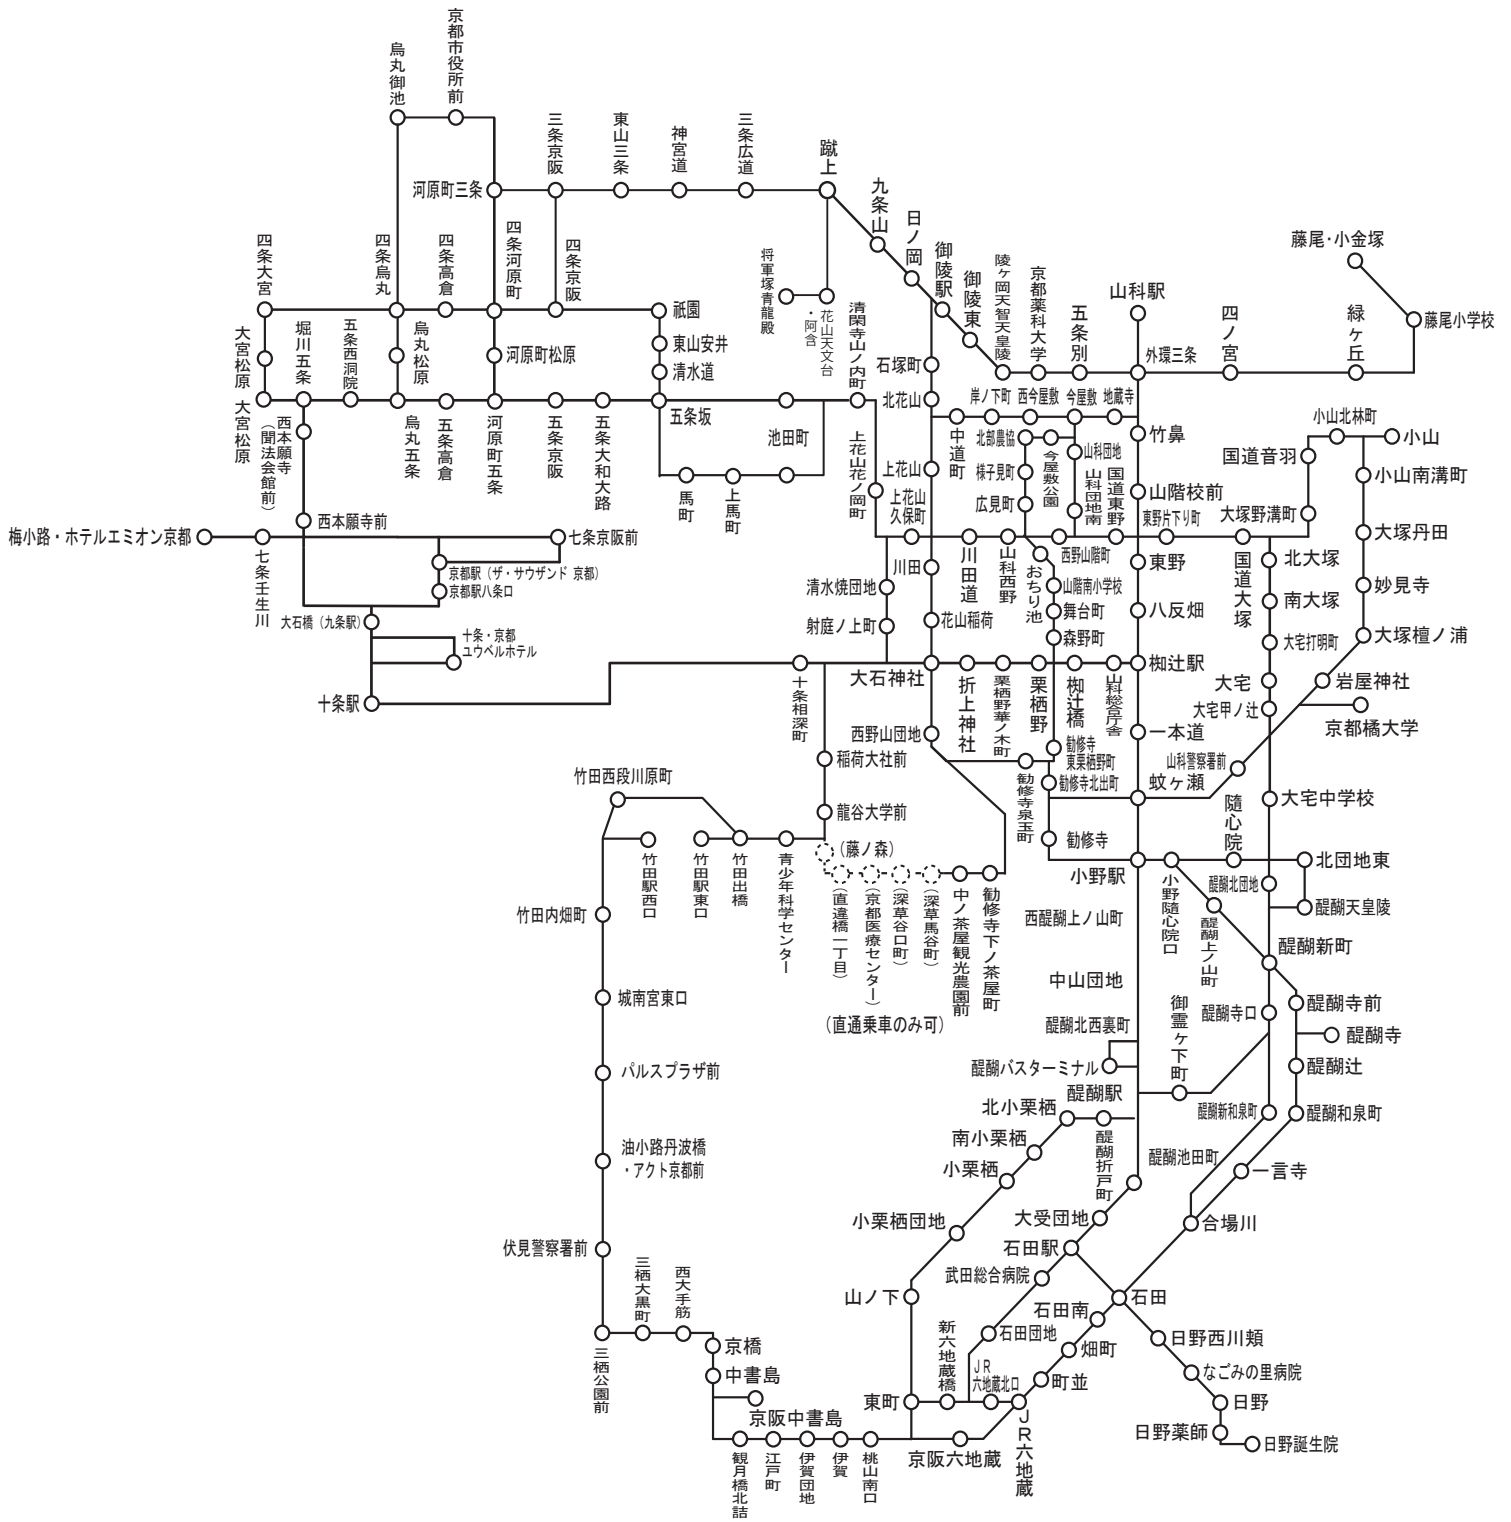 京都市役所前
烏丸御池
三条京阪
東山三条
神宮道
三条広道
蹴上
河原町三条
九条山
日ノ岡
御陵駅
御陵東
陵ヶ岡天智天皇陵
京都薬科大学
五条別
山科駅
外環三条
四ノ宮
緑ヶ丘
藤尾・小金塚
藤尾小学校
四条大宮
四条烏丸
四条高倉
四条河原町
四条京阪
祇園
東山安井
清水道
将軍塚青龍殿
花山天文台
・阿含
清閑寺山ノ内町
大宮松原
堀川五条
五条西洞院
烏丸松原
河原町松原
大宮松原
西本願寺
(聞法会館前)
烏丸五条
五条高倉
河原町五条
五条京阪
五条大和大路
五条坂
池田町
馬町
上馬町
上花山花ノ岡町
石塚町
北花山
上花山
上花山
久保町
中道町
岸ノ下町
西今屋敷
今屋敷
地蔵寺
北部農協
今屋敷公園
様子見町
広見町
山科団地
山科団地南
国道東野
竹鼻
山階校前
東野片下り町
国道音羽
大塚野溝町
小山北林町
小山
小山南溝町
大塚丹田
妙見寺
大塚檀ノ浦
岩屋神社
京都橘大学
梅小路・ホテルエミオン京都
七条壬生川
西本願寺前
七条京阪前
京都駅(ザ・サウザンド 京都)
京都駅八条口
大石橋(九条駅)
十条・京都
ユウベルホテル
十条駅
川田
川田道
山科西野
おちり池
西野山階町
山階南小学校
舞台町
森野町
東野
八反畑
国道大塚
北大塚
南大塚
大宅打明町
大宅
大宅甲ノ辻
大宅中学校
清水焼団地
射庭ノ上町
花山稲荷
大石神社
折上神社
栗栖野華ノ木町
栗栖野
椥辻橋
山科総合庁舎
椥辻駅
一本道
山科警察署前
蚊ヶ瀬
十条相深町
西野山団地
稲荷大社前
龍谷大学前
勧修寺
東栗栖野町
勧修寺泉玉町
勧修寺北出町
勧修寺
竹田西段川原町
竹田駅西口
竹田駅東口
竹田出橋
青少年科学センター
(藤ノ森)
(直違橋一丁目)
(京都医療センター)
(深草谷口町)
(深草馬谷町)
中ノ茶屋観光農園前
勧修寺下ノ茶屋町
(直通乗車のみ可)
竹田内畑町
城南宮東口
パルスプラザ前
油小路丹波橋
・アクト京都前
伏見警察署前
三栖公園前
三栖大黒町
西大手筋
京橋
中書島
京阪中書島
観月橋北詰
江戸町
伊賀団地
伊賀
桃山南口
小野駅
随心院
北団地東
小野随心院口
醍醐上ノ山町
醍醐北団地
醍醐天皇陵
西醍醐上ノ山町
醍醐新町
中山団地
御霊ヶ下町
醍醐寺口
醍醐寺前
醍醐寺
醍醐北西裏町
醍醐バスターミナル
醍醐辻
醍醐駅
醍醐新和泉町
醍醐和泉町
北小栗栖
南小栗栖
小栗栖
小栗栖団地
醍醐折戸町
醍醐池田町
一言寺
合場川
大受団地
石田駅
武田総合病院
石田団地
石田
石田南
畑町
町並
山ノ下
新六地蔵橋
JR
六地蔵北口
東町
京阪六地蔵
JR六地蔵
日野西川頬
なごみの里病院
日野
日野薬師
日野誕生院